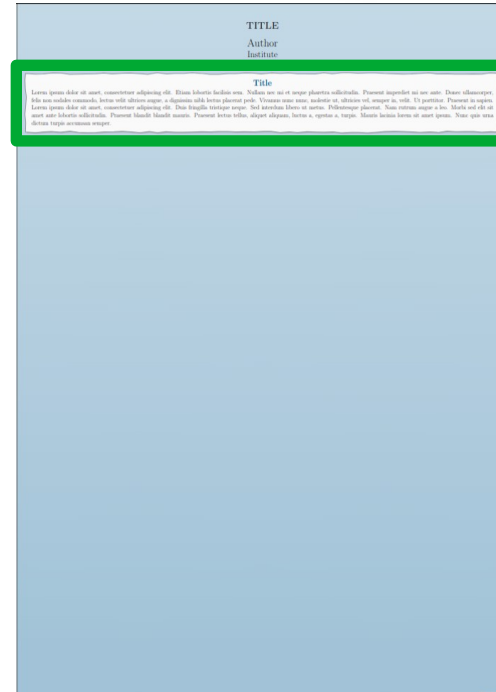 TITLE
Author
Institute
Title
Lorem ipsum dolor sit amet, consectetuer adipiscing elit. Etiam lobortis facilisis sem. Nullam nec mi et neque pharetra sollicitudin. Praesent imperdiet mi nec ante. Donec ullamcorper,
felis non sodales commodo, lectus velit ultrices augue, a dignissim nibh lectus placerat pede. Vivamus nunc nunc, molestie ut, ultricies vel, semper in, velit. Ut porttitor. Praesent in sapien.
Lorem ipsum dolor sit amet, consectetuer adipiscing elit. Duis fringilla tristique neque. Sed interdum libero ut metus. Pellentesque placerat. Nam rutrum augue a leo. Morbi sed elit sit
amet ante lobortis sollicitudin. Praesent blandit blandit mauris. Praesent lectus tellus, aliquet aliquam, luctus a, egestas a, turpis. Mauris lacinia lorem sit amet ipsum. Nunc quis urna
dictum turpis accumsan semper.